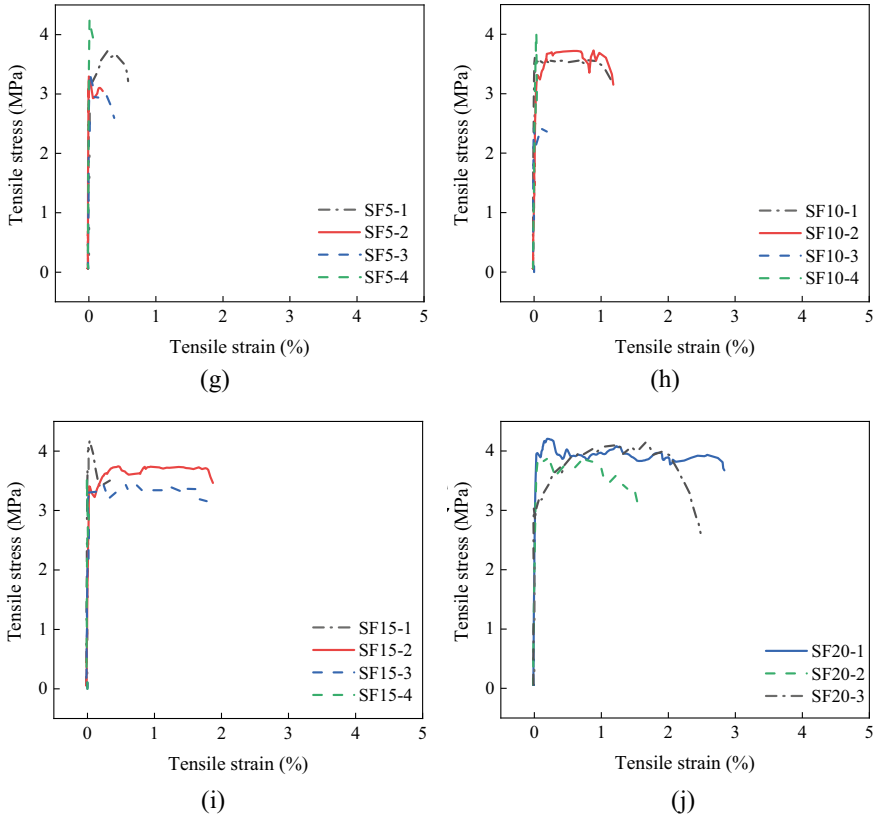 5
4
3
2
1
0
Tensile stress (MPa)
SF5-1
SF5-2
SF5-3
SF5-4
0 1 2 3 4 5
Tensile strain (%)
(g)
4
3
2
1
0
Tensile stress (MPa)
SF10-1
SF10-2
SF10-3
SF10-4
0 1 2 3 4 5
Tensile strain (%)
(h)
4
3
2
1
0
Tensile stress (MPa)
SF15-1
SF15-2
SF15-3
SF15-4
0 1 2 3 4 5
Tensile strain (%)
(i)
4
3
2
1
0
Tensile stress (MPa)
SF20-1
SF20-2
SF20-3
0 1 2 3 4 5
Tensile strain (%)
(j)